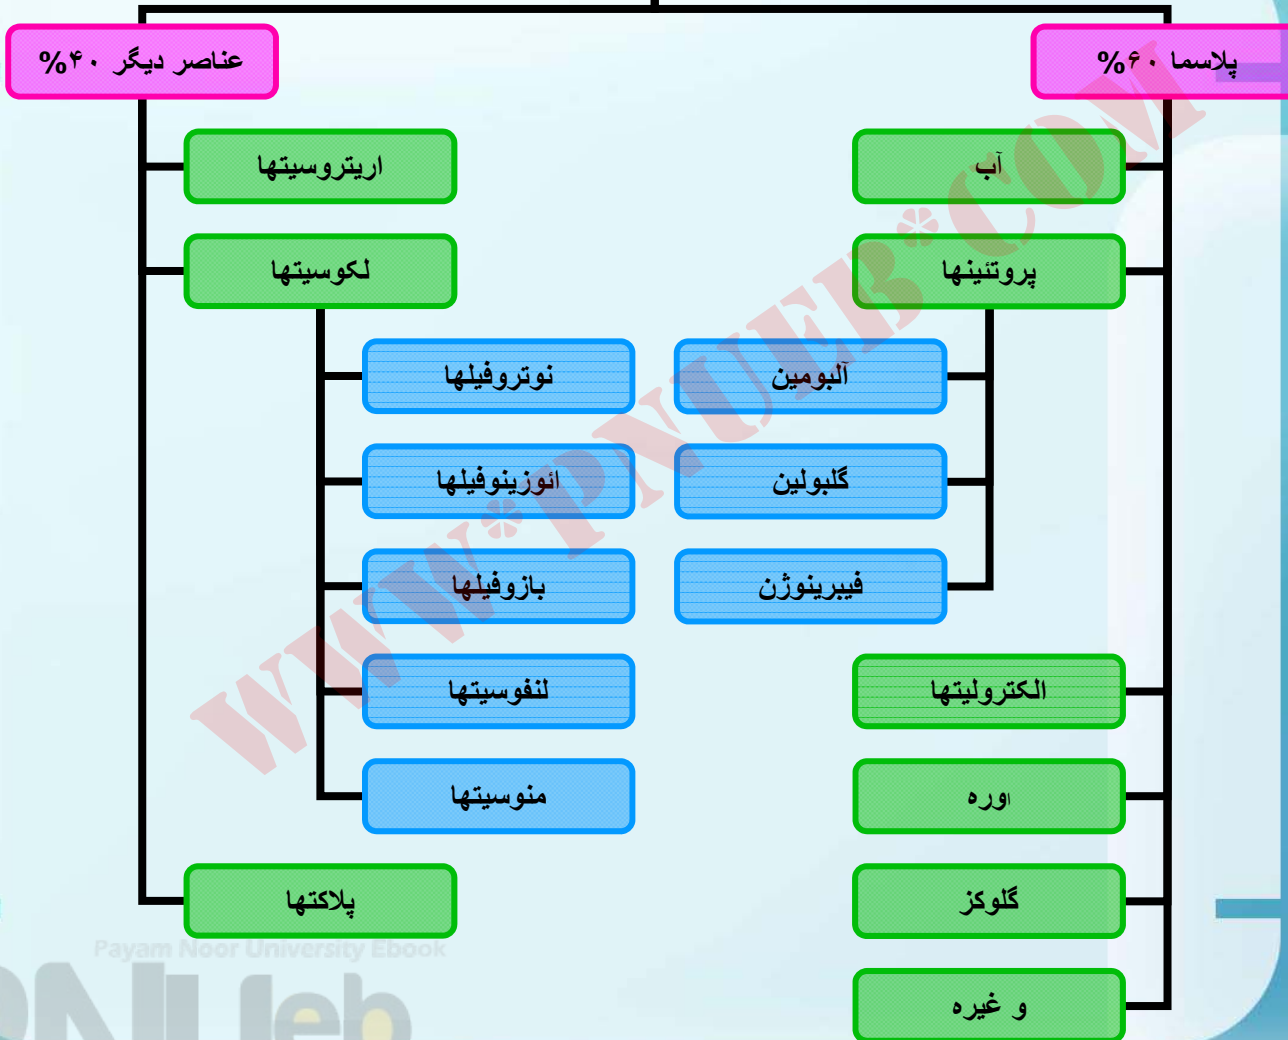 پلاسما ۶۰%
آب
پروتئینها
آلبومین
گلبولین
فیبرینوژن
الکترولیتها
اوره
گلوکز
و غیره
عناصر دیگر ۴۰%
اریتروسیتها
لکوسیتها
نوتروفیلها
ائوزینوفیلها
بازوفیلها
لنفوسیتها
منوسیتها
پلاکتها
WWW*PNUEB*COM
Payam Noor University Ebook
PNUeb